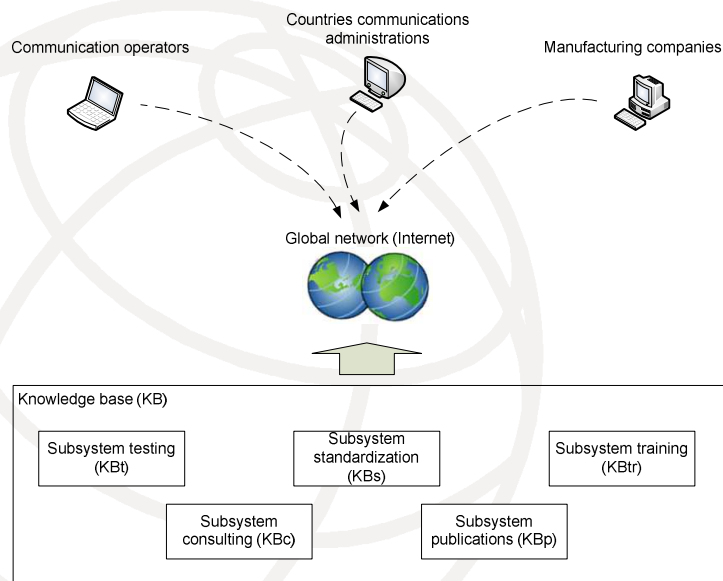 Countries communications
administrations
Communication operators
Manufacturing companies
Global network (Internet)
Knowledge base (KB)
Subsystem testing
(KBt)
Subsystem
standardization
(KBs)
Subsystem training
(KBtr)
Subsystem
consulting (KBc)
Subsystem
publications (KBp)